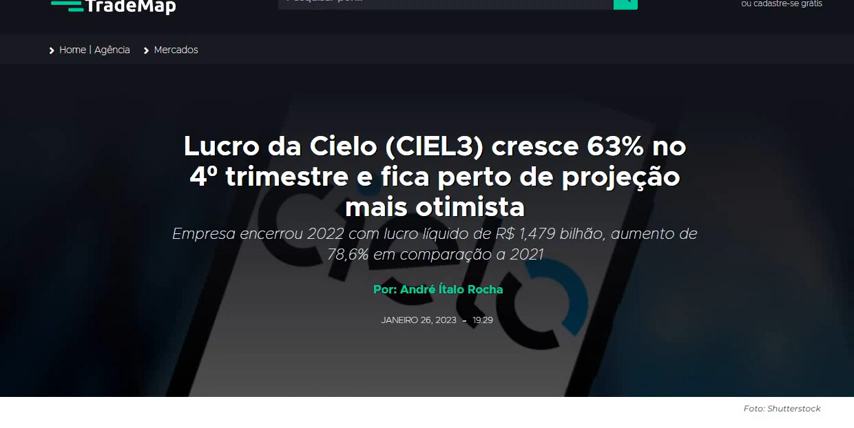 TradeMap
ou cadastre-se grátis
Home | Agência
Mercados
Lucro da Cielo (CIEL3) cresce 63% no
4º trimestre e fica perto de projeção
mais otimista
Empresa encerrou 2022 com lucro líquido de R$ 1,479 bilhão, aumento de
78,6% em comparação a 2021
Por: André Ítalo Rocha
JANEIRO 26, 2023 - 19:29
cielo
Foto: Shutterstock